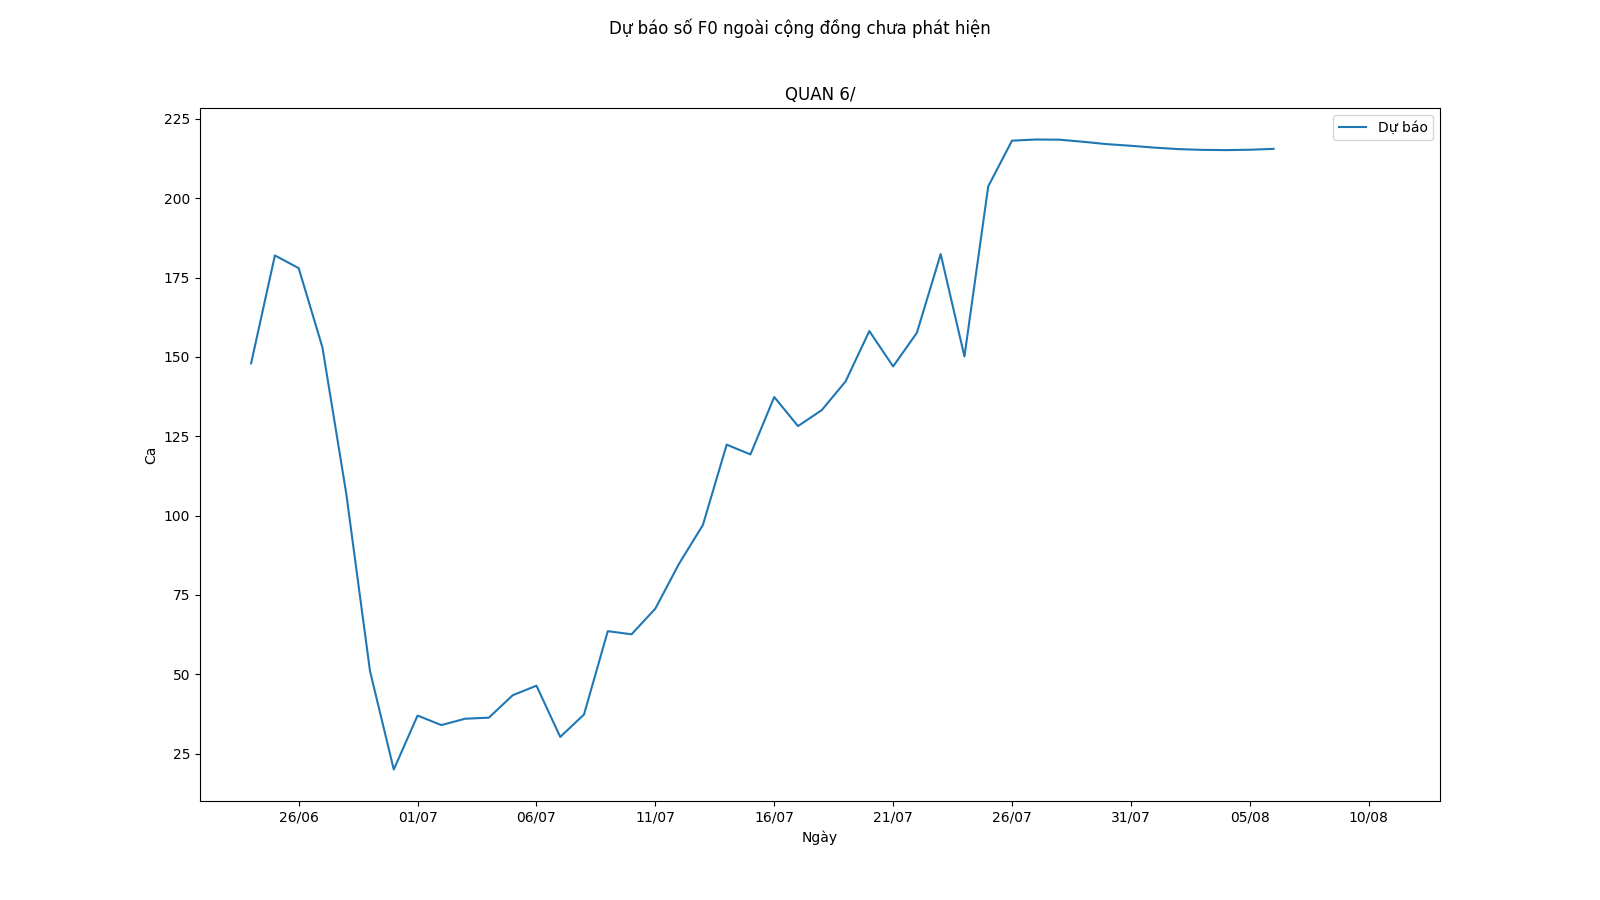 Dự báo số F0 ngoài cộng đồng chưa phát hiện
QUAN 6/
Dự báo
225
200
175
150
125
100
75
50
25
Ca
26/06 01/07 06/07 11/07 16/07 21/07 26/07 31/07 05/08 10/08
Ngày